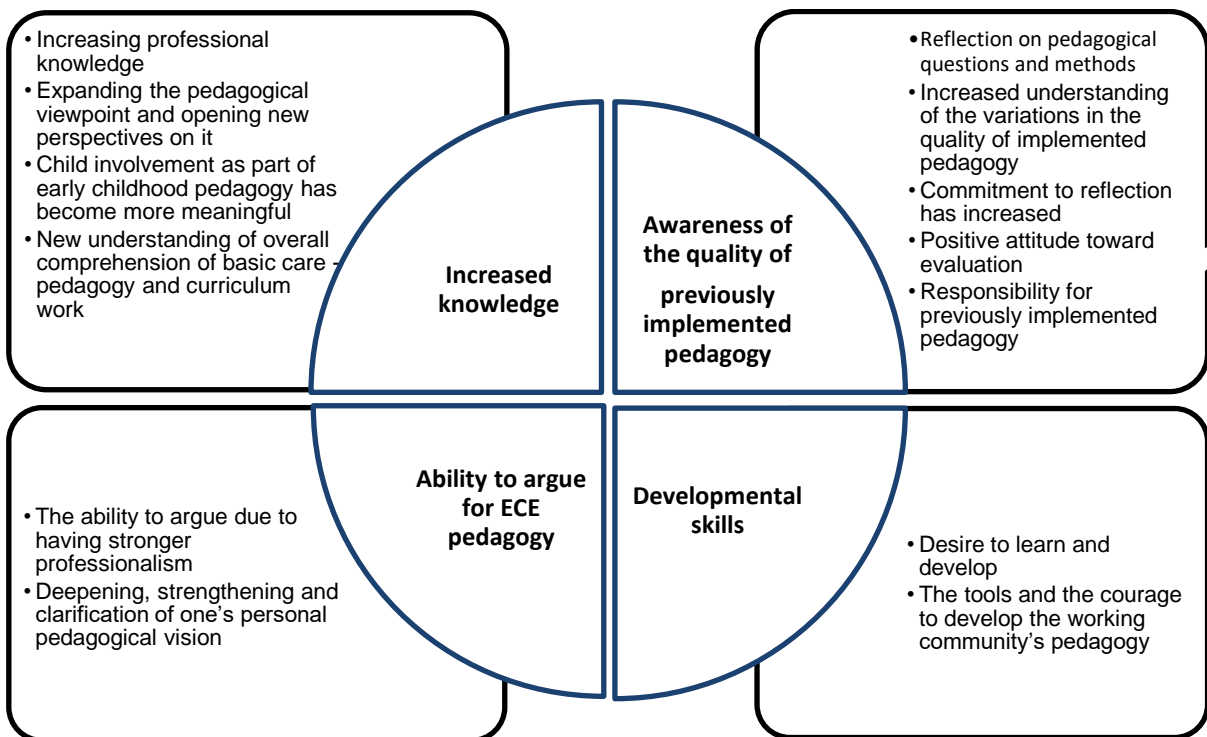 • Increasing professional
knowledge
• Expanding the pedagogical
viewpoint and opening new
perspectives on it
• Child involvement as part of
early childhood pedagogy has
become more meaningful
• New understanding of overall
comprehension of basic care -
pedagogy and curriculum
work
Increased
knowledge
•Reflection on pedagogical
questions and methods
• Increased understanding
of the variations in the
quality of implemented
pedagogy
• Commitment to reflection
has increased
• Positive attitude toward
evaluation
• Responsibility for
previously implemented
pedagogy
Awareness of
the quality of
previously
implemented
pedagogy
• The ability to argue due to
having stronger
professionalism
• Deepening, strengthening and
clarification of one’s personal
pedagogical vision
Ability to argue
for ECE
pedagogy
Developmental
skills
• Desire to learn and
develop
• The tools and the courage
to develop the working
community’s pedagogy